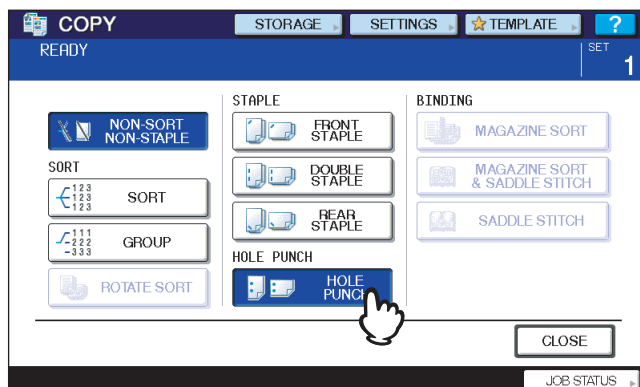 COPY
STORAGE
SETTINGS
TEMPLATE
?
READY
SET
1
NON-SORT
NON-STAPLE
SORT
123
123
123
SORT
111
222
333
GROUP
ROTATE SORT
STAPLE
FRONT
STAPLE
DOUBLE
STAPLE
REAR
STAPLE
HOLE PUNCH
HOLE
PUNCH
BINDING
MAGAZINE SORT
MAGAZINE SORT
& SADDLE STITCH
SADDLE STITCH
CLOSE
JOB STATUS